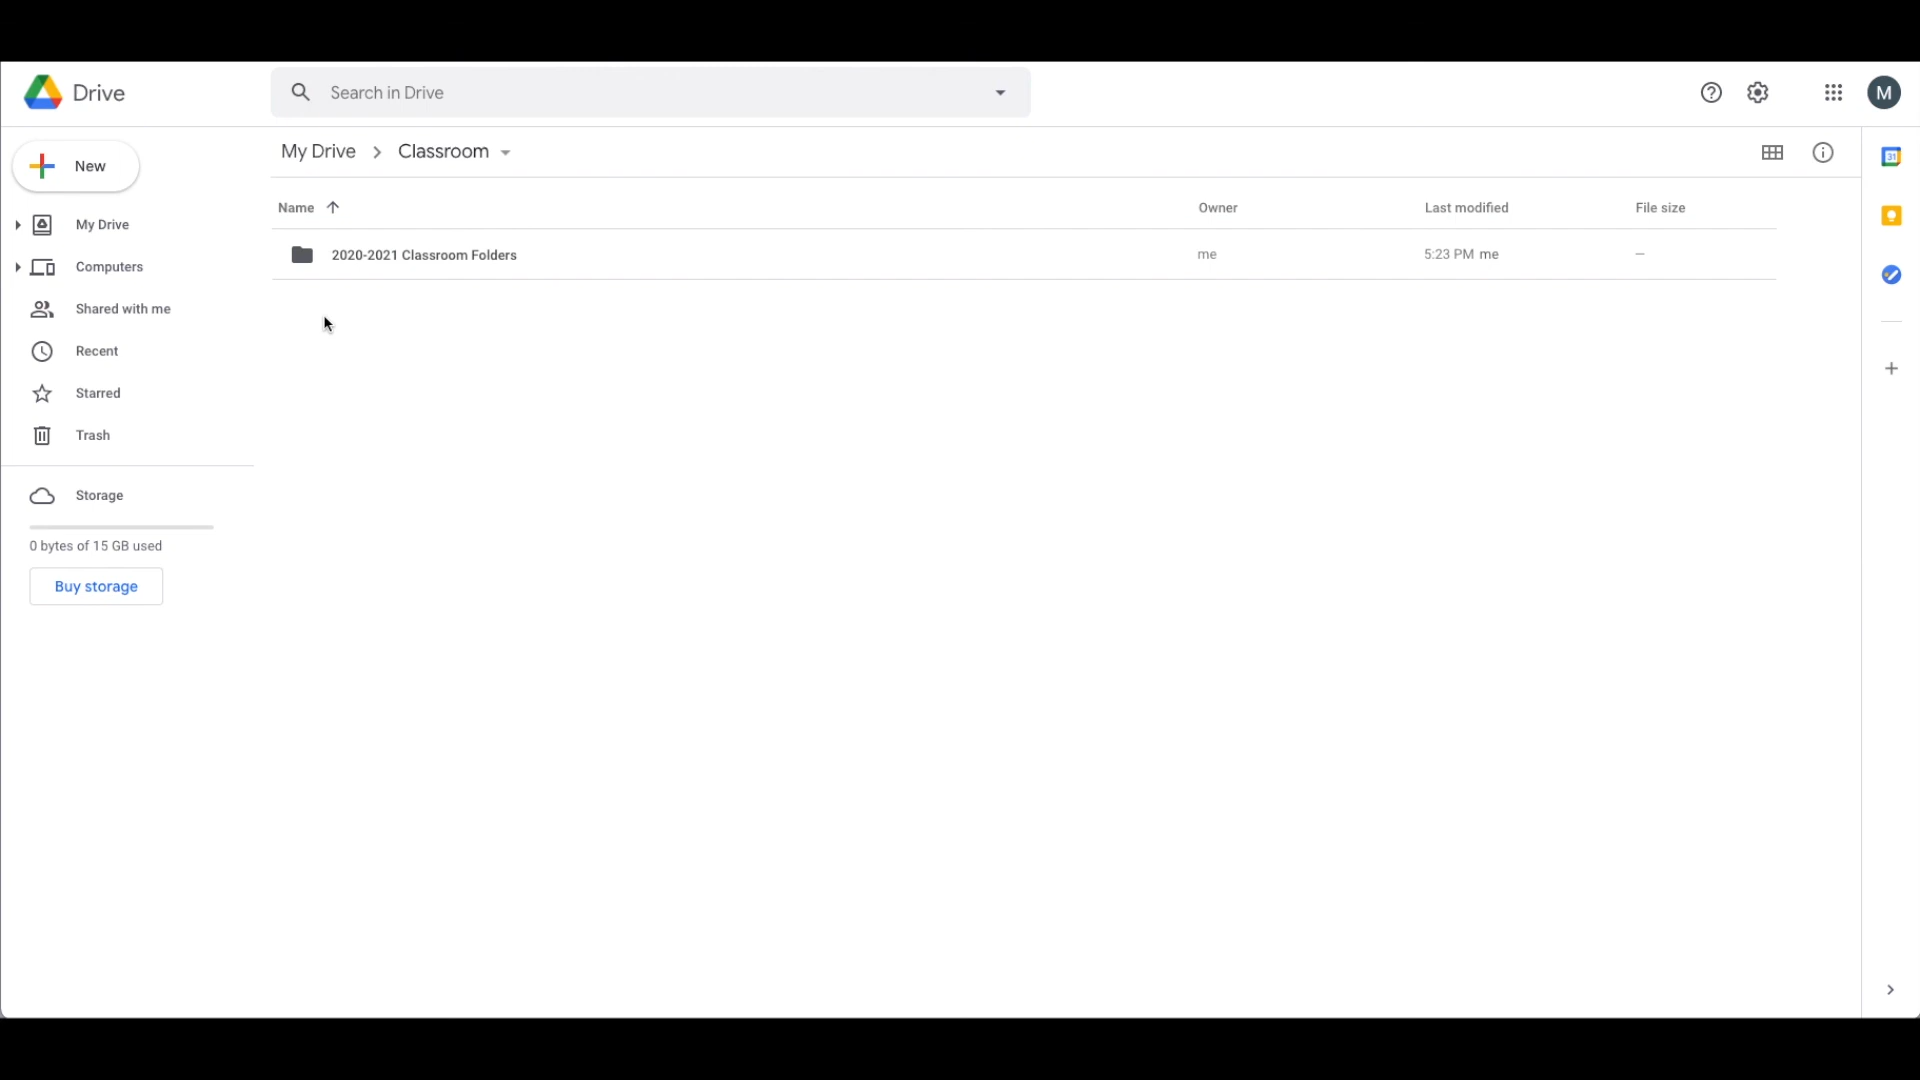 Drive
Search in Drive
M
New
My Drive
Classroom
31
Name
Owner
Last modified
File size
2020-2021 Classroom Folders
me
5:23 PM me
–
My Drive
Computers
Shared with me
Recent
Starred
Trash
Storage
0 bytes of 15 GB used
Buy storage